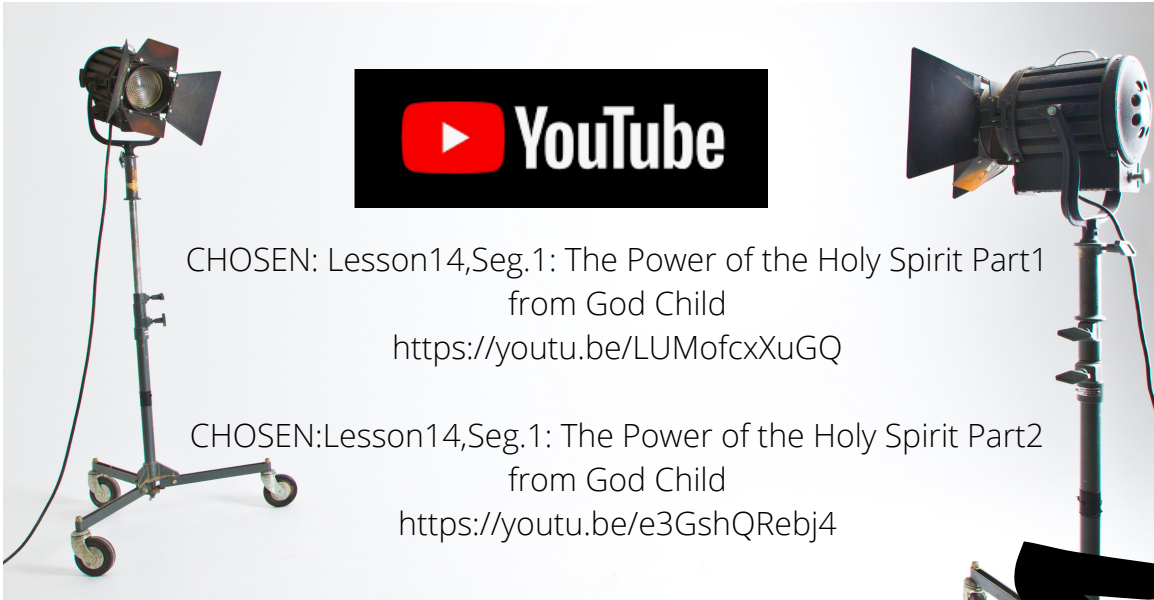 YouTube
CHOSEN: Lesson14,Seg.1: The Power of the Holy Spirit Part1
from God Child
https://youtu.be/LUMofcxXuGQ
CHOSEN:Lesson14,Seg.1: The Power of the Holy Spirit Part2
from God Child
https://youtu.be/e3GshQRebj4